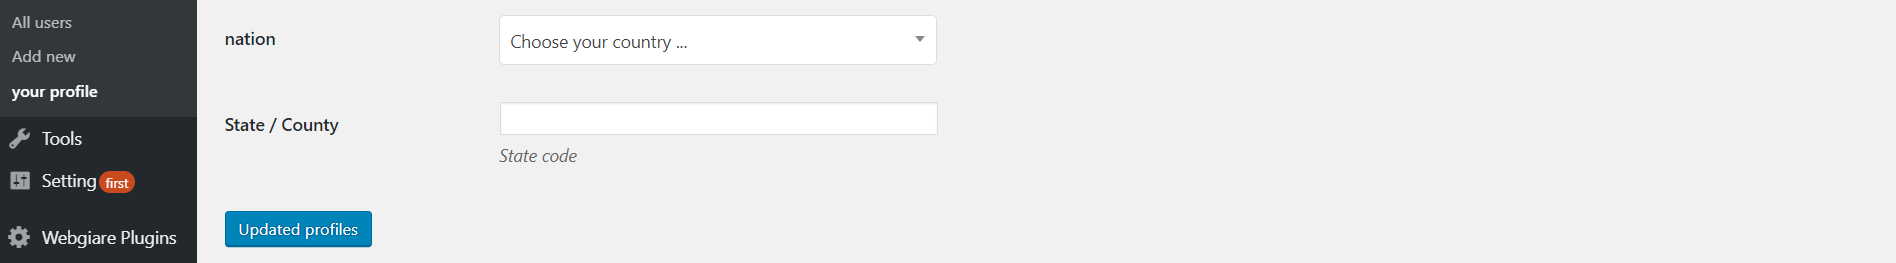 All users
Add new
your profile
Tools
Setting first
Webgiare Plugins
nation
Choose your country ...
State / County
State code
Updated profiles